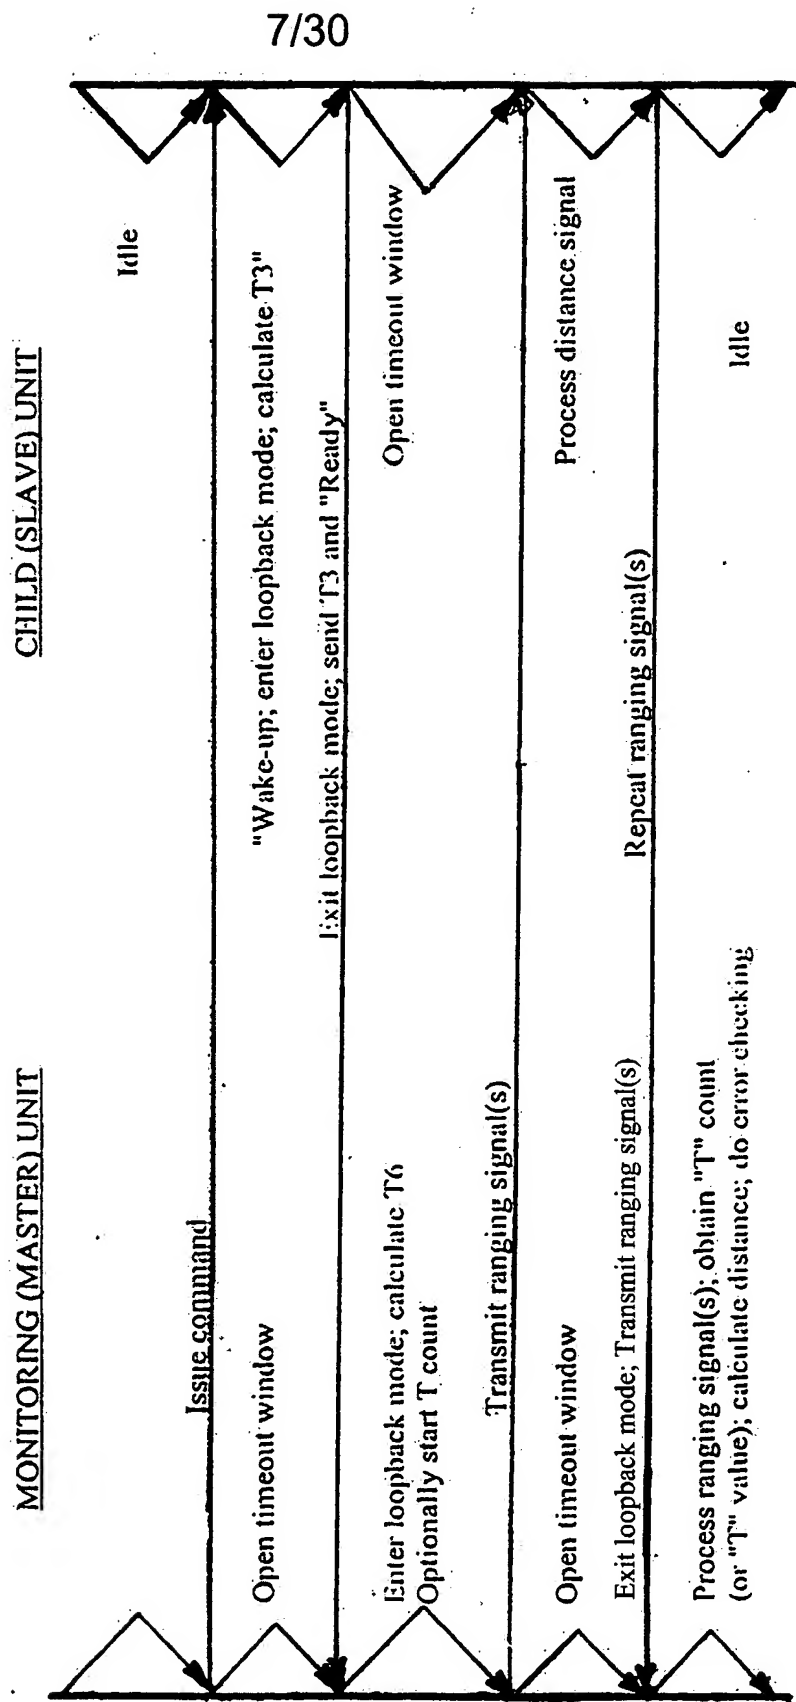 7/30
MONITORING (MASTER) UNIT
CHILD (SLAVE) UNIT
Idle
Issue command
Open timeout window
"Wake-up; enter loopback mode; calculate T3"
Exit loopback mode; send T3 and "Ready"
Enter loopback mode; calculate T6
Optionally start T count
Open timeout window
Transmit ranging signal(s)
Open timeout window
Process distance signal
Exit loopback mode; Transmit ranging signal(s)
Repeat ranging signal(s)
Process ranging signal(s); obtain "T" count
(or "T" value); calculate distance; do error checking
Idle